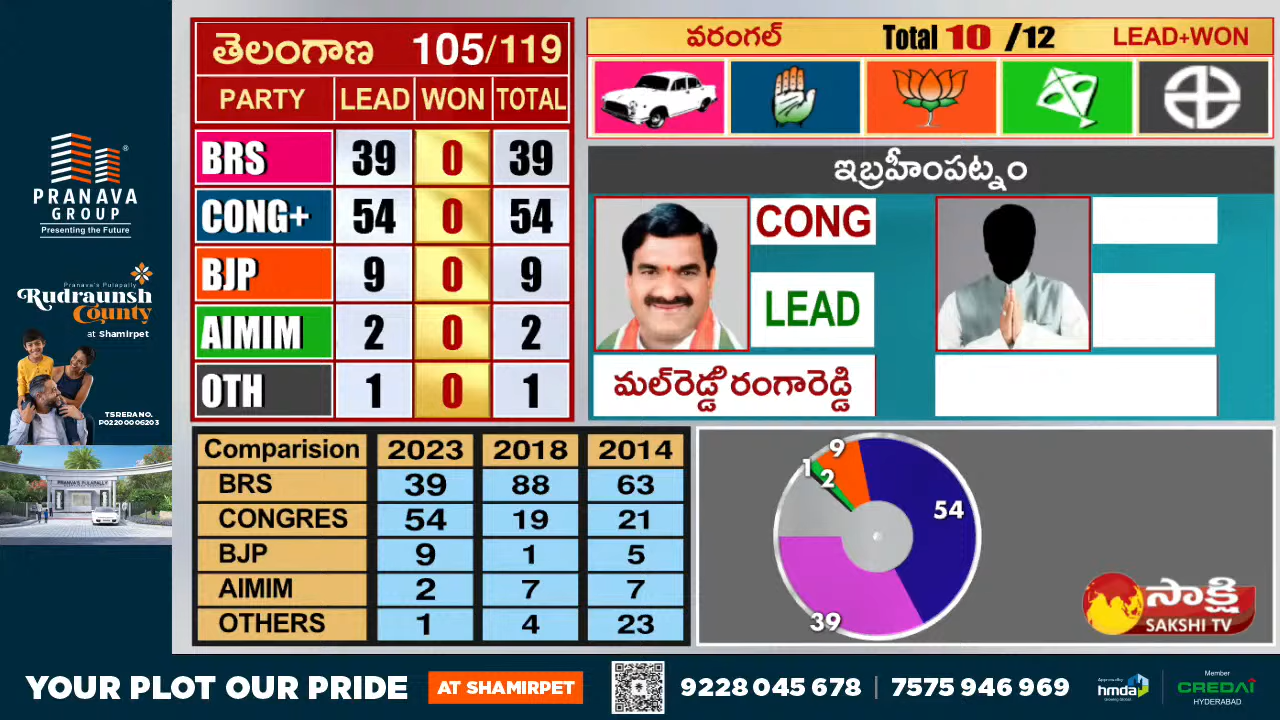 PRANAVA
GROUP
Presenting the Future
Pranava's Pulapally
Rudraunsh
County
at Shamirpet
TSRERA NO.
P02200006203
తెలంగాణ 105/119
PARTY LEAD WON TOTAL
BRS 39 0 39
CONG+ 54 0 54
BJP 9 0 9
AIMIM 2 0 2
OTH 1 0 1
వరంగల్ Total 10 /12 LEAD+WON
ఇబ్రహీంపట్నం
CONG
LEAD
మల్‌రెడ్డి రంగారెడ్డి
Comparision 2023 2018 2014
BRS 39 88 63
CONGRES 54 19 21
BJP 9 1 5
AIMIM 2 7 7
OTHERS 1 4 23
9
1
2
54
39
సాక్షి
SAKSHI TV
YOUR PLOT OUR PRIDE AT SHAMIRPET 9228 045 678 | 7575 946 969
Approved by
hmda
Member
CREDAI
HYDERABAD